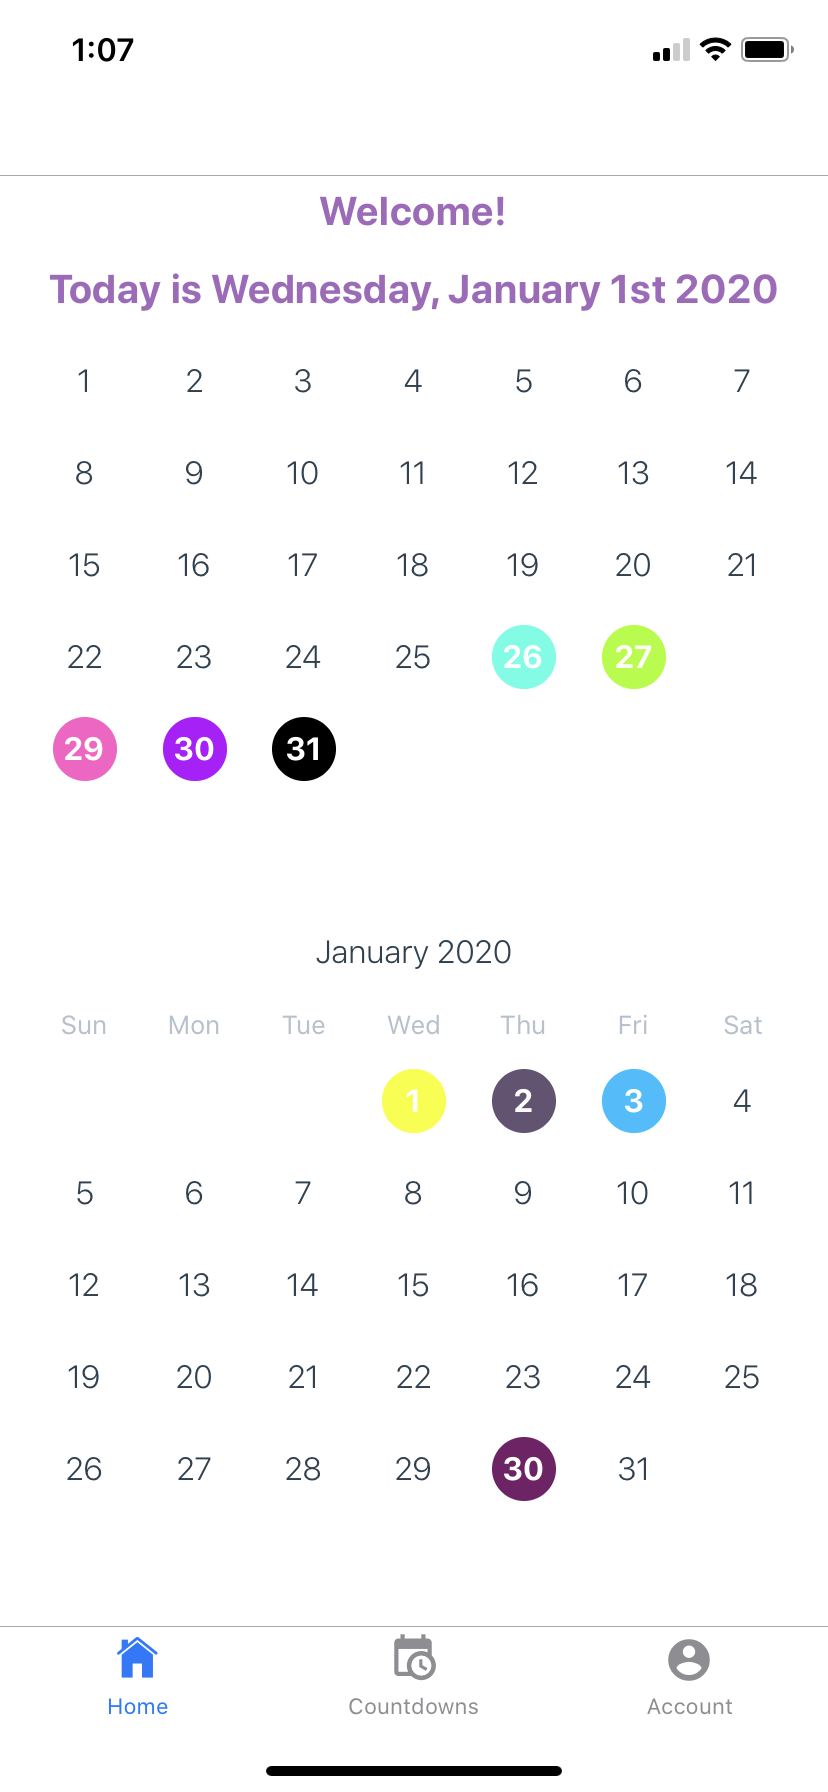 1:07
Welcome!
Today is Wednesday, January 1st 2020
1 2 3 4 5 6 7
8 9 10 11 12 13 14
15 16 17 18 19 20 21
22 23 24 25 26 27
29 30 31
January 2020
Sun Mon Tue Wed Thu Fri Sat
1 2 3 4
5 6 7 8 9 10 11
12 13 14 15 16 17 18
19 20 21 22 23 24 25
26 27 28 29 30 31
Home Countdowns Account